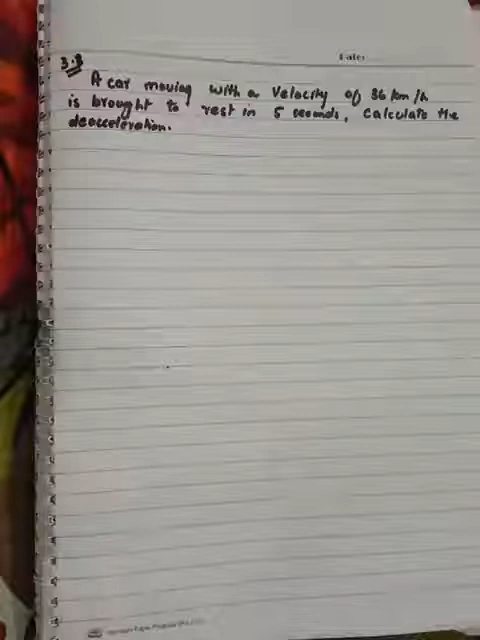 Date:
3.8
A car moving with a velocity of 36 km/h
is brought to rest in 5 seconds, calculate the
deacceleration.